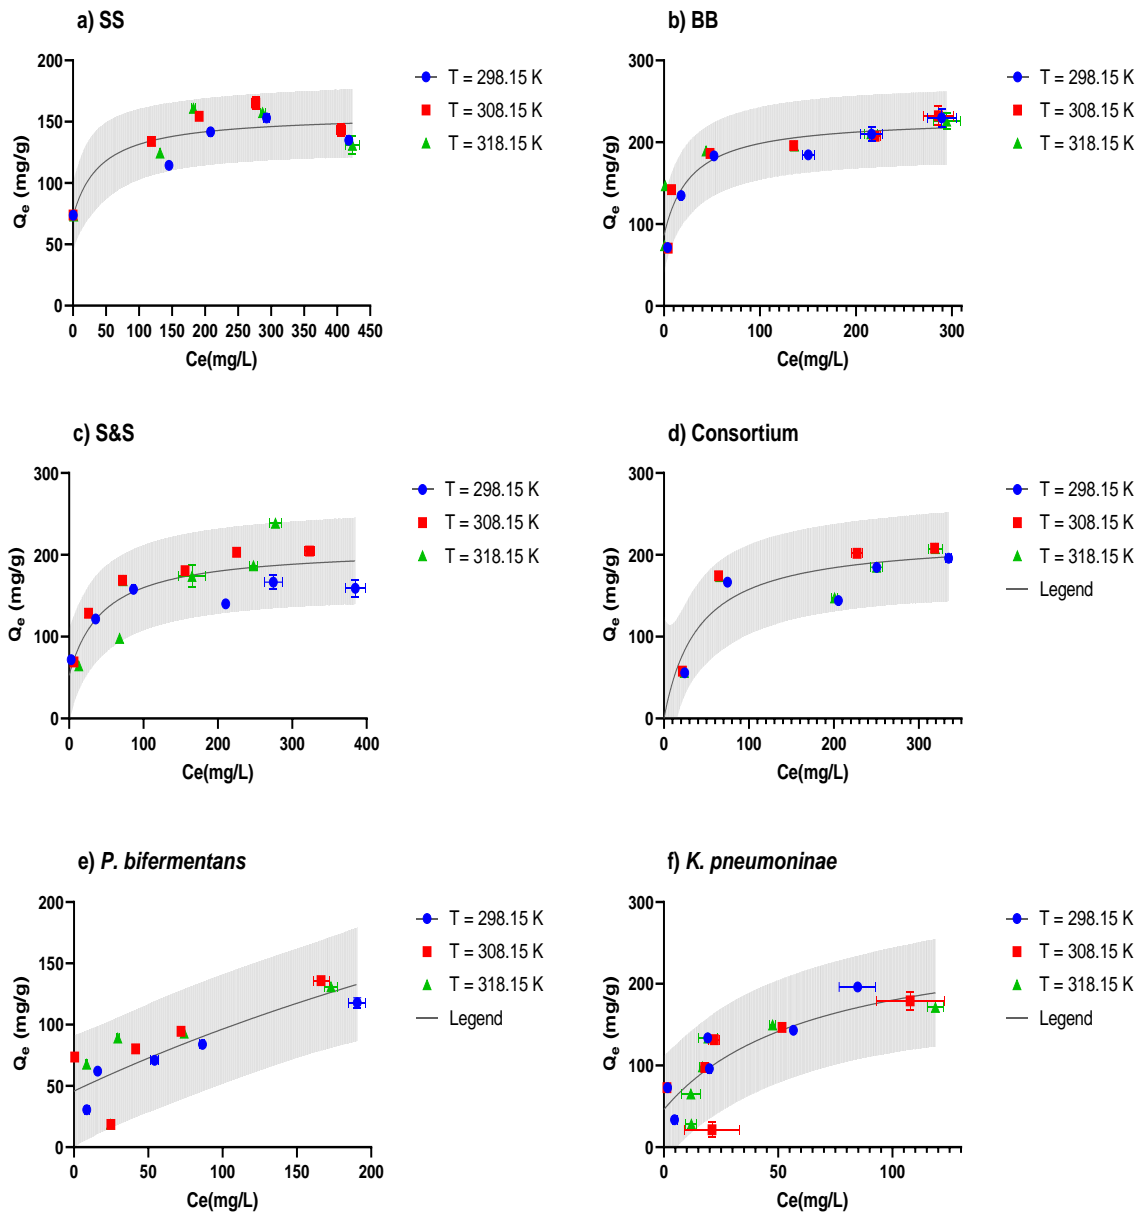 a) SS
T = 298.15 K
T = 308.15 K
T = 318.15 K
200
150
100
50
0
Qe (mg/g)
0 50 100 150 200 250 300 350 400 450
Ce(mg/L)
b) BB
T = 298.15 K
T = 308.15 K
T = 318.15 K
300
200
100
0
Qe (mg/g)
0 100 200 300
Ce(mg/L)
c) S&S
T = 298.15 K
T = 308.15 K
T = 318.15 K
300
200
100
0
Qe (mg/g)
0 100 200 300 400
Ce(mg/L)
d) Consortium
T = 298.15 K
T = 308.15 K
T = 318.15 K
Legend
300
200
100
0
Qe (mg/g)
0 100 200 300
Ce(mg/L)
e) P. bifermentans
T = 298.15 K
T = 308.15 K
T = 318.15 K
Legend
200
150
100
50
0
Qe (mg/g)
0 50 100 150 200
Ce(mg/L)
f) K. pneumoninae
T = 298.15 K
T = 308.15 K
T = 318.15 K
Legend
300
200
100
0
Qe (mg/g)
0 50 100
Ce(mg/L)